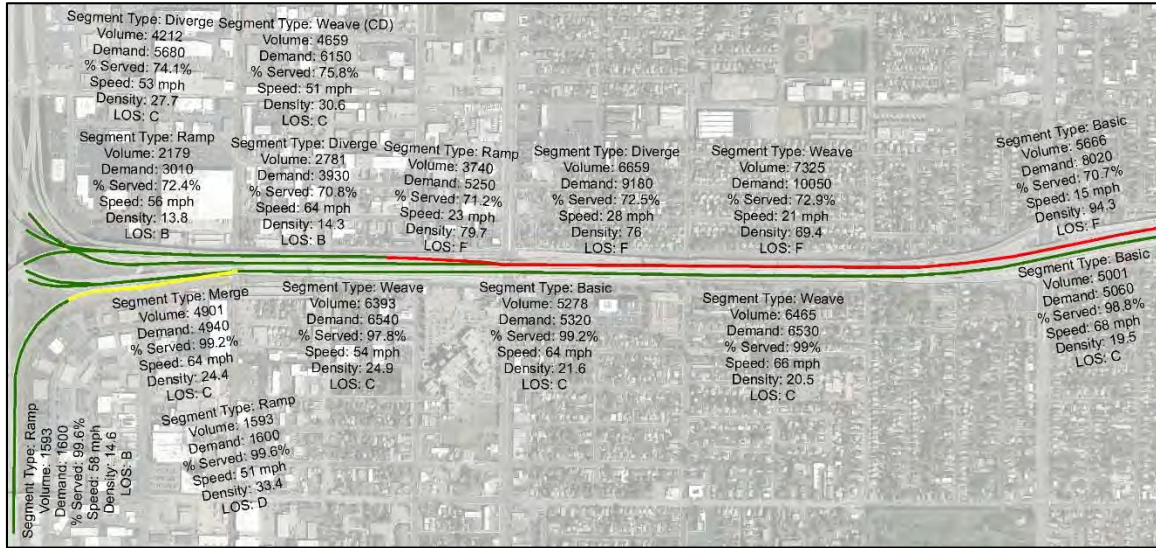 Segment Type: Diverge
Volume: 4212
Demand: 5680
% Served: 74.1%
Speed: 53 mph
Density: 27.7
LOS: C
Segment Type: Weave (CD)
Volume: 4659
Demand: 6150
% Served: 75.8%
Speed: 51 mph
Density: 30.6
LOS: C
Segment Type: Ramp
Volume: 2179
Demand: 3010
% Served: 72.4%
Speed: 56 mph
Density: 13.8
LOS: B
Segment Type: Diverge
Volume: 2781
Demand: 3930
% Served: 70.8%
Speed: 64 mph
Density: 14.3
LOS: B
Segment Type: Ramp
Volume: 3740
Demand: 5250
% Served: 71.2%
Speed: 23 mph
Density: 79.7
LOS: F
Segment Type: Diverge
Volume: 6659
Demand: 9180
% Served: 72.5%
Speed: 28 mph
Density: 76
LOS: F
Segment Type: Weave
Volume: 7325
Demand: 10050
% Served: 72.9%
Speed: 21 mph
Density: 69.4
LOS: F
Segment Type: Basic
Volume: 5666
Demand: 8020
% Served: 70.7%
Speed: 15 mph
Density: 94.3
LOS: F
Segment Type: Merge
Volume: 4901
Demand: 4940
% Served: 99.2%
Speed: 64 mph
Density: 24.4
LOS: C
Segment Type: Weave
Volume: 6393
Demand: 6540
% Served: 97.8%
Speed: 54 mph
Density: 24.9
LOS: C
Segment Type: Basic
Volume: 5278
Demand: 5320
% Served: 99.2%
Speed: 64 mph
Density: 21.6
LOS: C
Segment Type: Weave
Volume: 6465
Demand: 6530
% Served: 99%
Speed: 66 mph
Density: 20.5
LOS: C
Segment Type: Basic
Volume: 5001
Demand: 5060
% Served: 98.8%
Speed: 68 mph
Density: 19.5
LOS: C
Segment Type: Ramp
Volume: 1593
Demand: 1600
% Served: 99.6%
Speed: 58 mph
Density: 14.6
LOS: B
Segment Type: Ramp
Volume: 1593
Demand: 1600
% Served: 99.6%
Speed: 51 mph
Density: 33.4
LOS: D